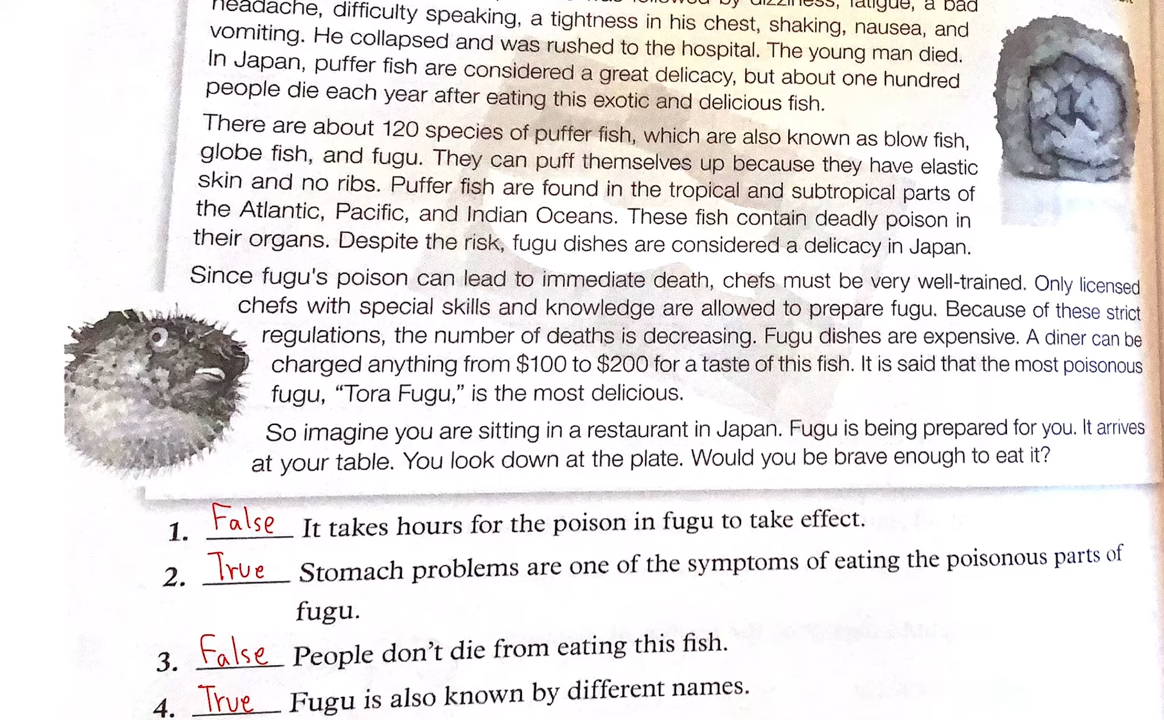 headache, difficulty speaking, a tightness in his chest, shaking, nausea, and
vomiting. He collapsed and was rushed to the hospital. The young man died.
In Japan, puffer fish are considered a great delicacy, but about one hundred
people die each year after eating this exotic and delicious fish.
There are about 120 species of puffer fish, which are also known as blow fish,
globe fish, and fugu. They can puff themselves up because they have elastic
skin and no ribs. Puffer fish are found in the tropical and subtropical parts of
the Atlantic, Pacific, and Indian Oceans. These fish contain deadly poison in
their organs. Despite the risk, fugu dishes are considered a delicacy in Japan.
Since fugu's poison can lead to immediate death, chefs must be very well-trained. Only licensed
chefs with special skills and knowledge are allowed to prepare fugu. Because of these strict
regulations, the number of deaths is decreasing. Fugu dishes are expensive. A diner can be
charged anything from $100 to $200 for a taste of this fish. It is said that the most poisonous
fugu, “Tora Fugu,” is the most delicious.
So imagine you are sitting in a restaurant in Japan. Fugu is being prepared for you. It arrives
at your table. You look down at the plate. Would you be brave enough to eat it?
1. False It takes hours for the poison in fugu to take effect.
2. True Stomach problems are one of the symptoms of eating the poisonous parts of
fugu.
3. False People don’t die from eating this fish.
4. True Fugu is also known by different names.